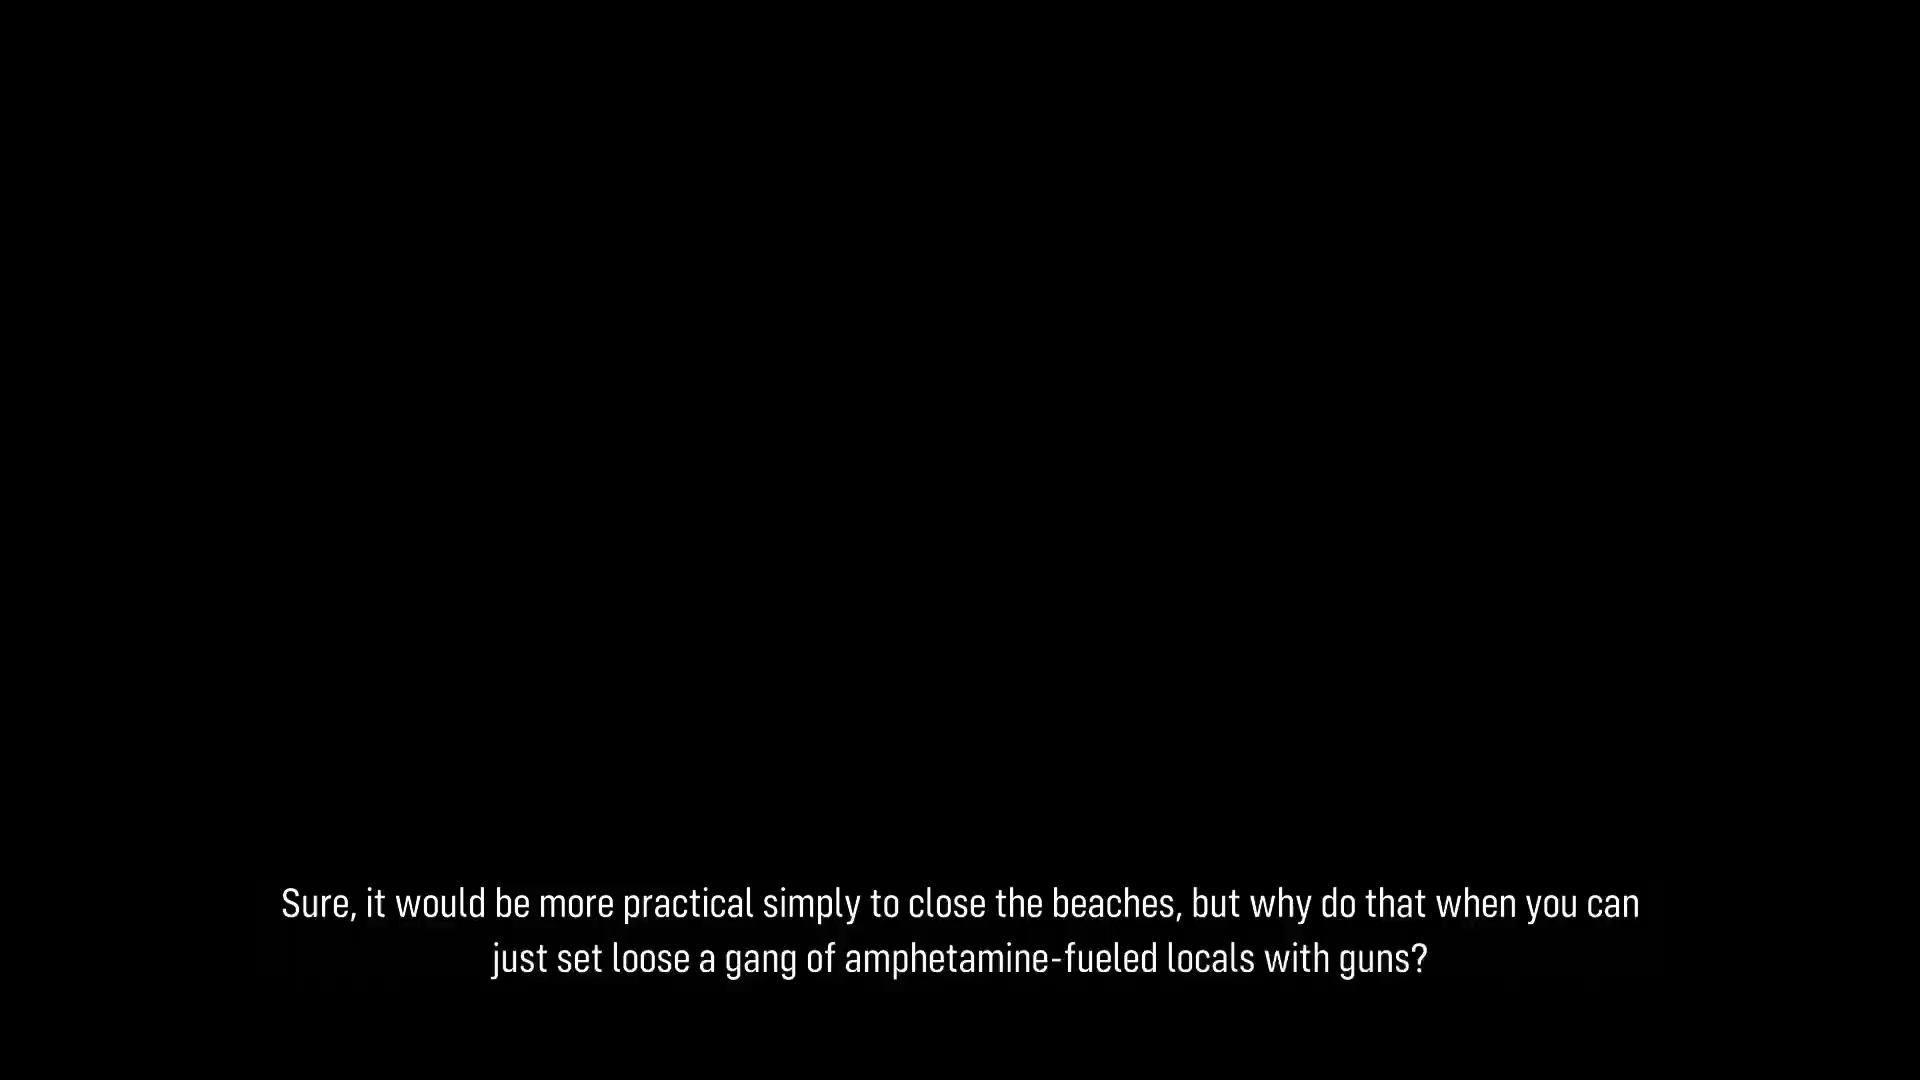 Sure, it would be more practical simply to close the beaches, but why do that when you can
just set loose a gang of amphetamine-fueled locals with guns?